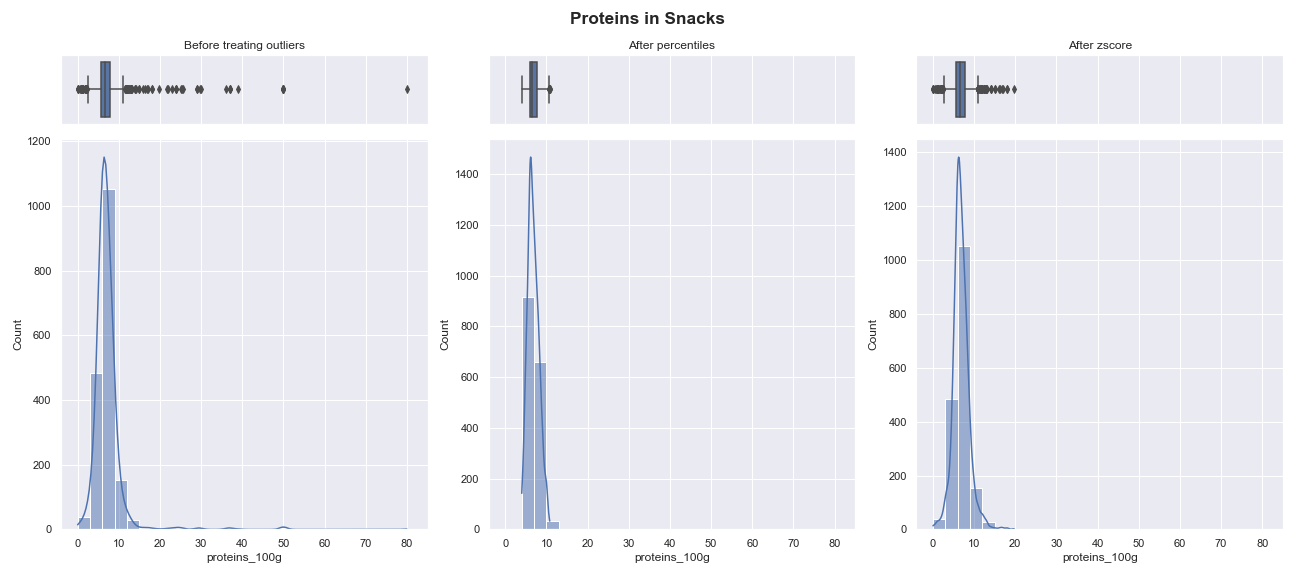 Proteins in Snacks
Before treating outliers
After percentiles
After zscore
1200
1000
800
600
400
200
0
Count
0 10 20 30 40 50 60 70 80
proteins_100g
1400
1200
1000
800
600
400
200
0
Count
0 10 20 30 40 50 60 70 80
proteins_100g
1400
1200
1000
800
600
400
200
0
Count
0 10 20 30 40 50 60 70 80
proteins_100g